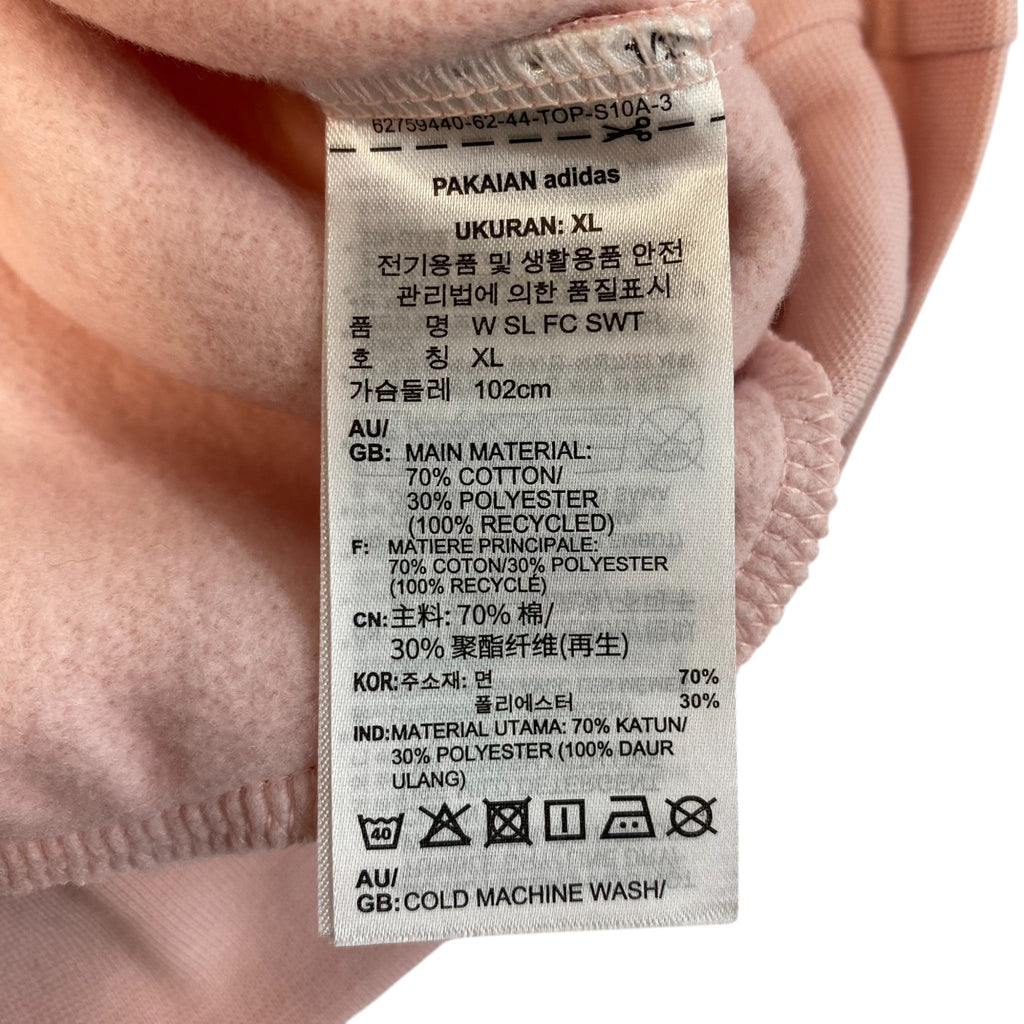 62759440-62-44-TOP-S10A-3
PAKAIAN adidas
UKURAN: XL
전기용품 및 생활용품 안전
관리법에 의한 품질표시
품 명 W SL FC SWT
호 칭 XL
가슴둘레 102cm
AU/
GB: MAIN MATERIAL:
70% COTTON/
30% POLYESTER
(100% RECYCLED)
F: MATIERE PRINCIPALE:
70% COTON/30% POLYESTER
(100% RECYCLÉ)
CN:主料: 70% 棉/
30% 聚酯纤维(再生)
KOR:주소재: 면 70%
폴리에스터 30%
IND:MATERIAL UTAMA: 70% KATUN/
30% POLYESTER (100% DAUR
ULANG)
40
AU/
GB:COLD MACHINE WASH/